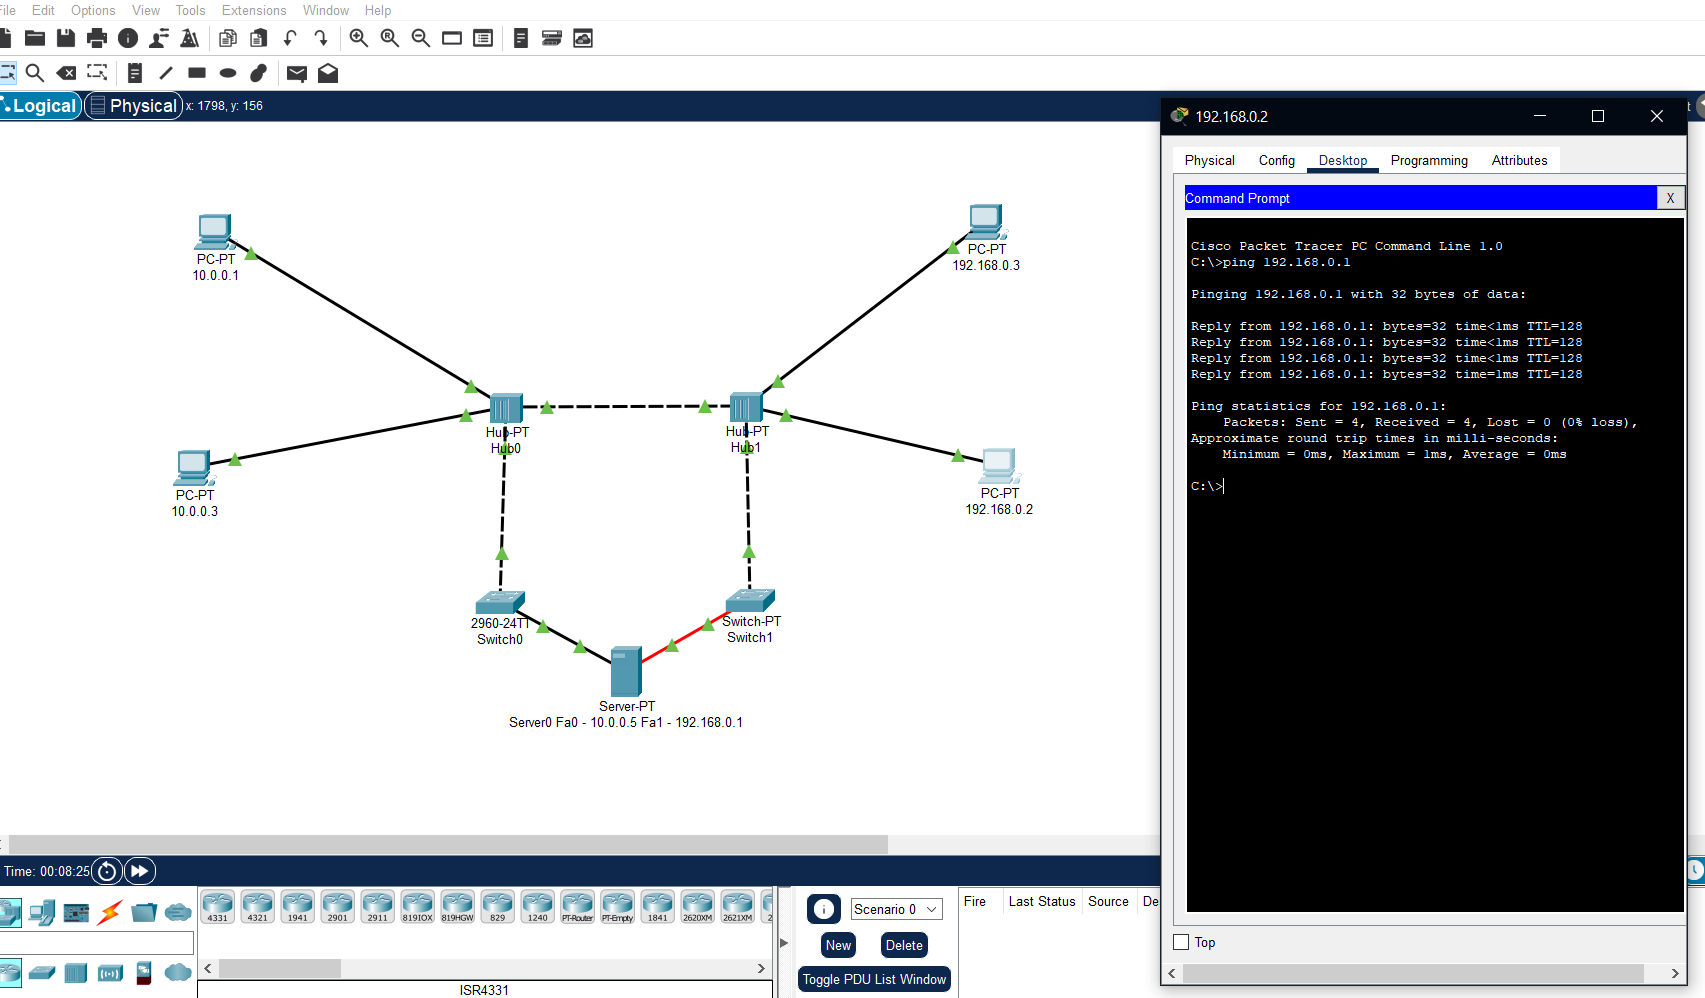 File Edit Options View Tools Extensions Window Help
Logical Physical x: 1798, y: 156
PC-PT
10.0.0.1
PC-PT
192.168.0.3
Hub-PT
Hub0
Hub-PT
Hub1
PC-PT
10.0.0.3
PC-PT
192.168.0.2
2960-24TT
Switch0
Switch-PT
Switch1
Server-PT
Server0 Fa0 - 10.0.0.5 Fa1 - 192.168.0.1
192.168.0.2
Physical Config Desktop Programming Attributes
Command Prompt X
Cisco Packet Tracer PC Command Line 1.0
C:\>ping 192.168.0.1
Pinging 192.168.0.1 with 32 bytes of data:
Reply from 192.168.0.1: bytes=32 time<1ms TTL=128
Reply from 192.168.0.1: bytes=32 time<1ms TTL=128
Reply from 192.168.0.1: bytes=32 time<1ms TTL=128
Reply from 192.168.0.1: bytes=32 time=1ms TTL=128
Ping statistics for 192.168.0.1:
Packets: Sent = 4, Received = 4, Lost = 0 (0% loss),
Approximate round trip times in milli-seconds:
Minimum = 0ms, Maximum = 1ms, Average = 0ms
C:\>
Top
Time: 00:08:25
4331 4321 1941 2901 2911 819IOX 819HGW 829 1240 PT-Router PT-Empty 1841 2620XM 2621XM
ISR4331
Scenario 0
New Delete
Toggle PDU List Window
Fire Last Status Source De